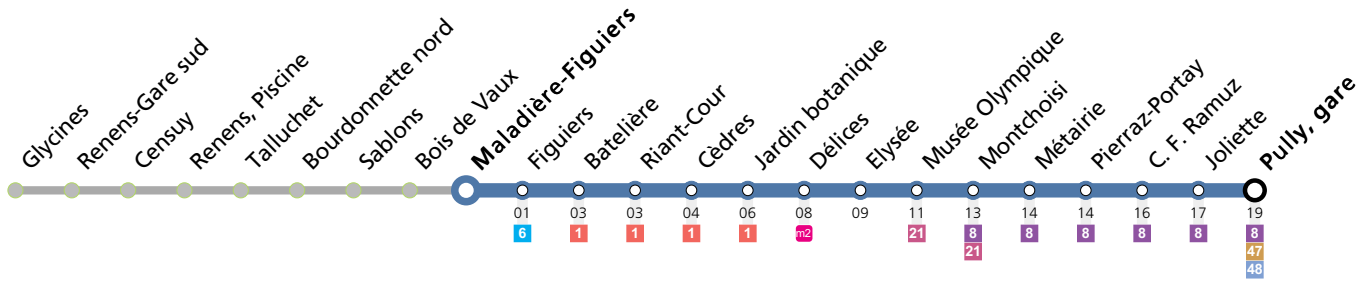 Glycines
Renens-Gare sud
Censuy
Renens, Piscine
Talluchet
Bourdonnette nord
Sablons
Bois de Vaux
Maladière-Figuiers
Figuiers
Batelière
Riant-Cour
Cèdres
Jardin botanique
Délices
Elysée
Musée Olympique
Montchoisi
Métairie
Pierraz-Portay
C. F. Ramuz
Joliette
Pully, gare
01 03 03 04 06 08 09 11 13 14 14 16 17 19
6 1 1 1 1 m2 21 8 8 8 8 8 8
21 47
48